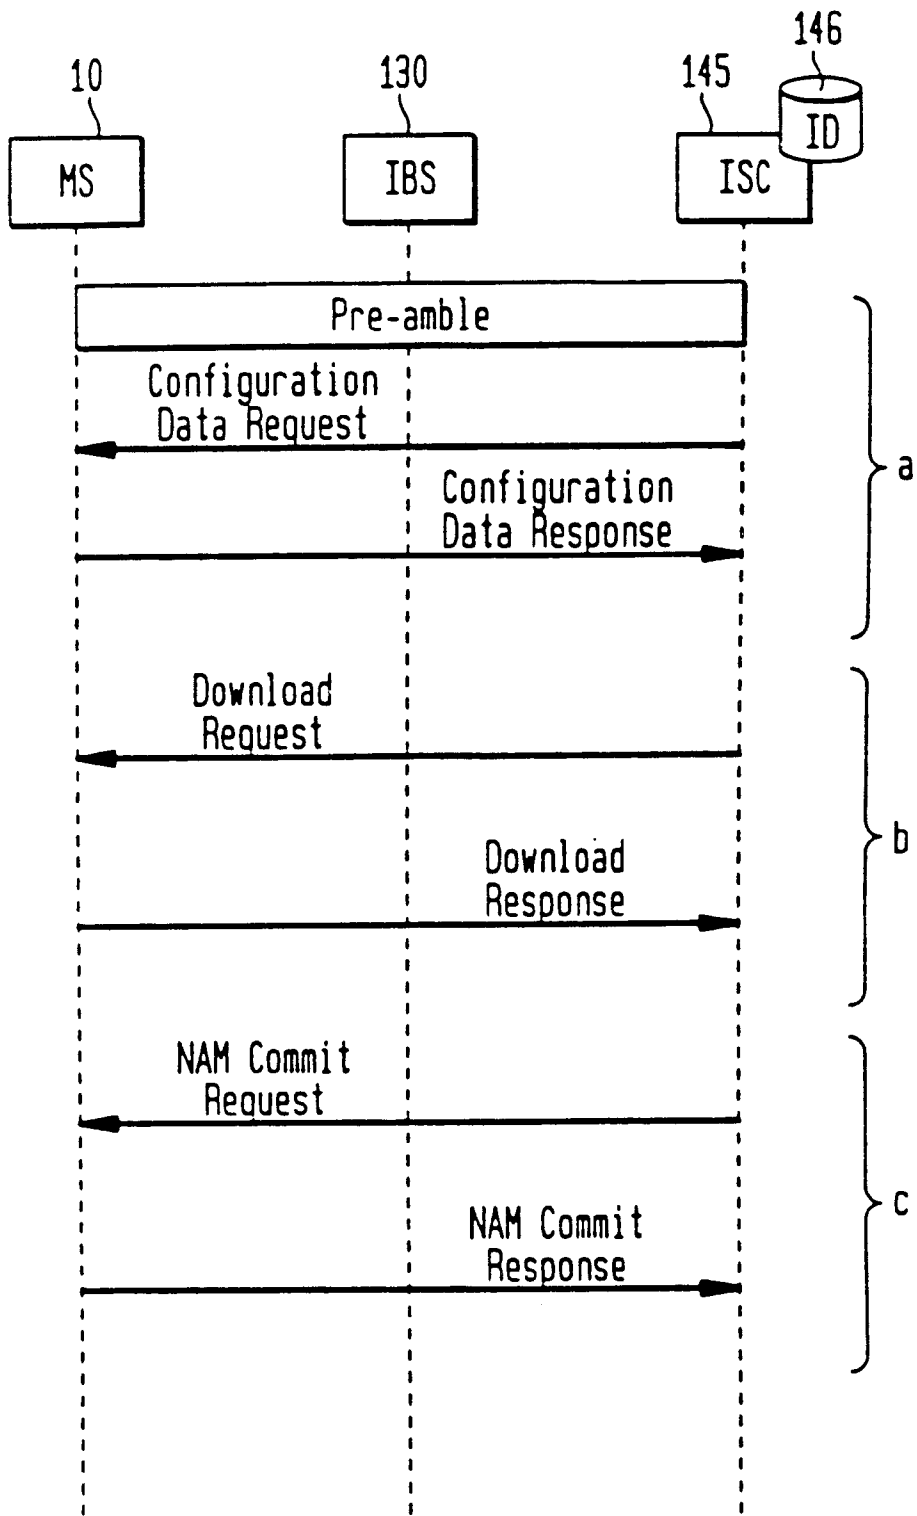 146
10
130
145
ID
MS
IBS
ISC
Pre-amble
Configuration
Data Request
a
Configuration
Data Response
Download
Request
b
Download
Response
NAM Commit
Request
c
NAM Commit
Response